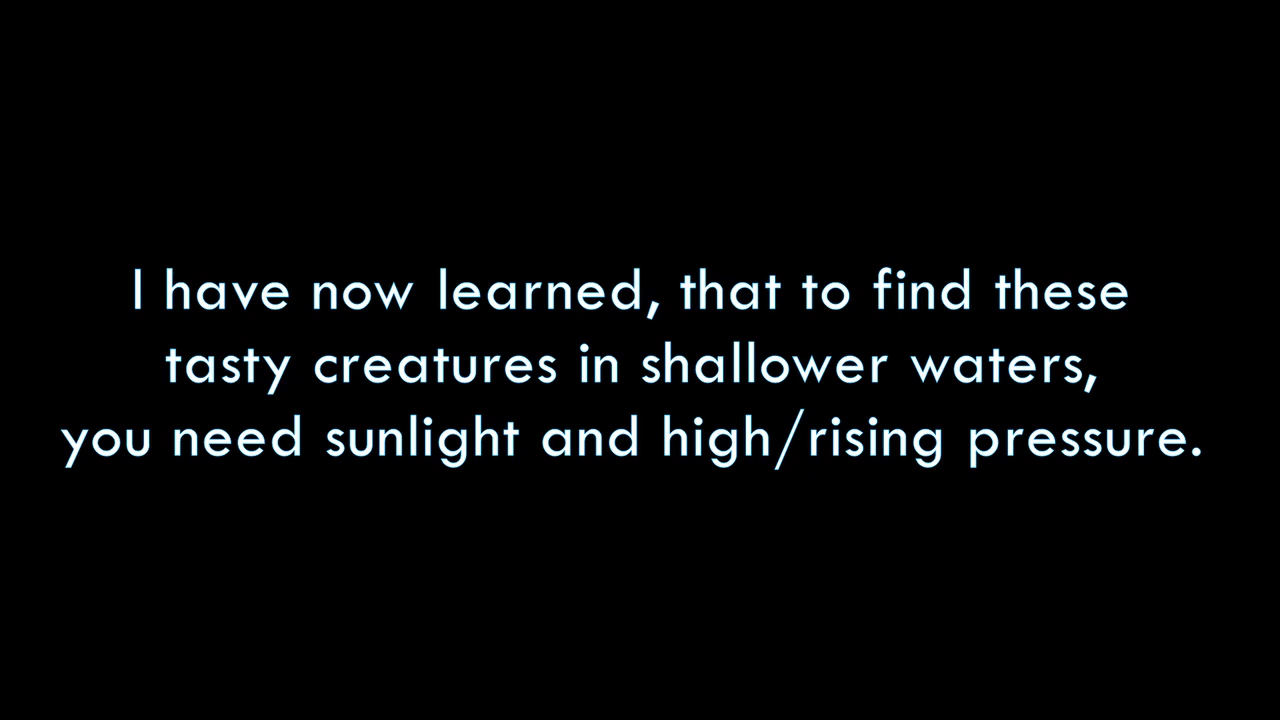 I have now learned, that to find these
tasty creatures in shallower waters,
you need sunlight and high/rising pressure.